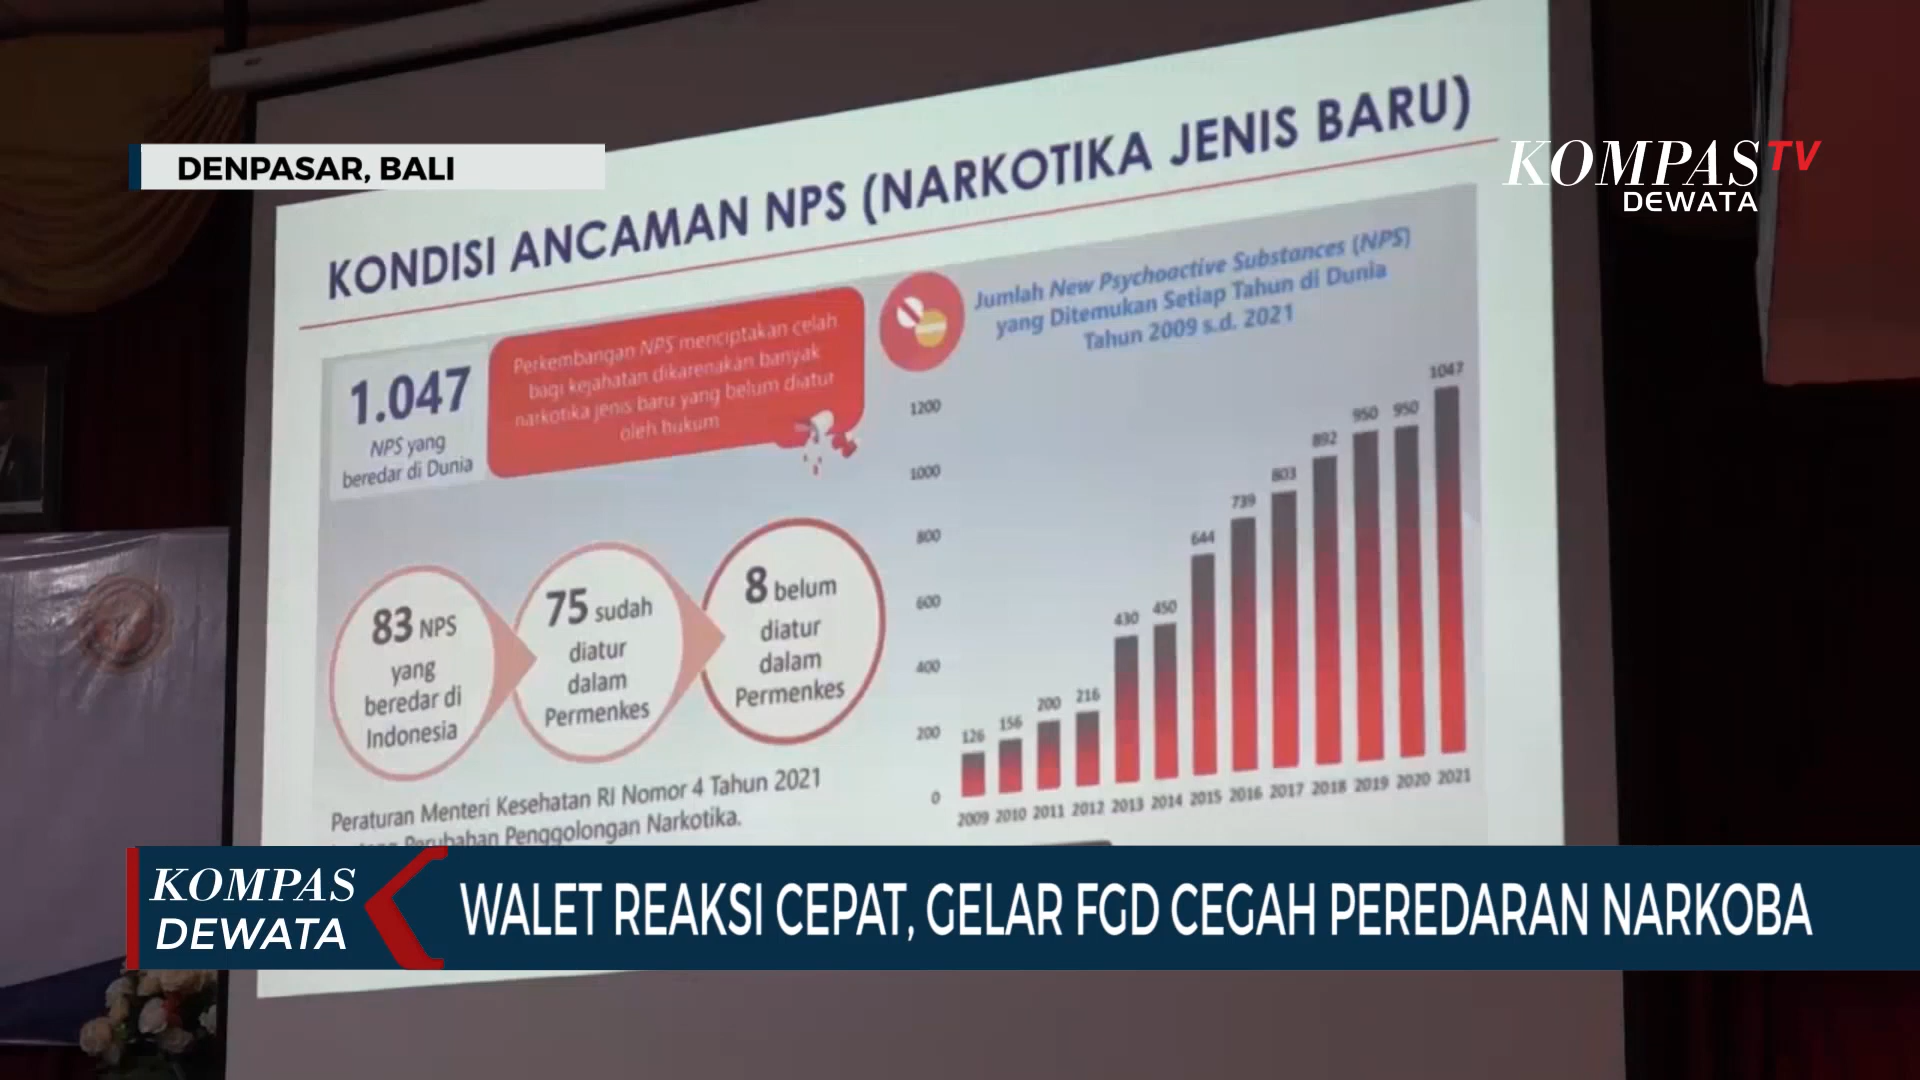 DENPASAR, BALI
KOMPAS TV
DEWATA
KONDISI ANCAMAN NPS (NARKOTIKA JENIS BARU)
1.047
NPS yang
beredar di Dunia
Perkembangan NPS menciptakan celah
bagi kejahatan dikarenakan banyak
narkotika jenis baru yang belum diatur
oleh hukum
83 NPS
yang
beredar di
Indonesia
75 sudah
diatur
dalam
Permenkes
8 belum
diatur
dalam
Permenkes
Peraturan Menteri Kesehatan RI Nomor 4 Tahun 2021
Perubahan Penggolongan Narkotika.
Jumlah New Psychoactive Substances (NPS)
yang Ditemukan Setiap Tahun di Dunia
Tahun 2009 s.d. 2021
1200
1000
800
600
400
200
0
126 156 200 216 430 450 644 739 803 892 950 950 1047
2009 2010 2011 2012 2013 2014 2015 2016 2017 2018 2019 2020 2021
KOMPAS
DEWATA
WALET REAKSI CEPAT, GELAR FGD CEGAH PEREDARAN NARKOBA